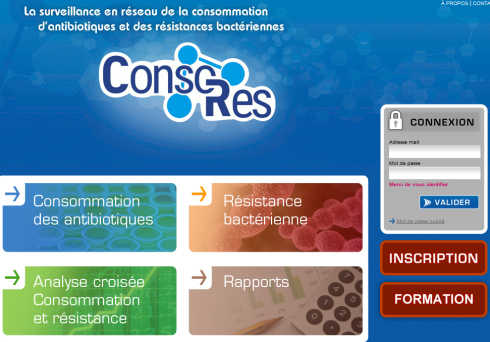 À PROPOS | CONTA
La surveillance en réseau de la consommation
d'antibiotiques et des résistances bactériennes
ConsoRes
CONNEXION
Adresse mail
Mot de passe
Merci de vous identifier
VALIDER
Mot de passe oublié
Consommation
des antibiotiques
Résistance
bactérienne
Analyse croisée
Consommation
et résistance
Rapports
INSCRIPTION
FORMATION